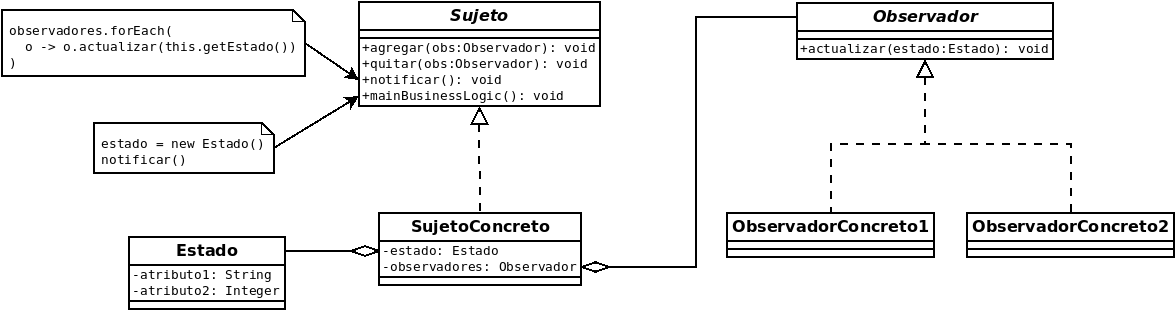 observadores.forEach(
  o -> o.actualizar(this.getEstado())
)
estado = new Estado()
notificar()
Sujeto
+agregar(obs:Observador): void
+quitar(obs:Observador): void
+notificar(): void
+mainBusinessLogic(): void
Observador
+actualizar(estado:Estado): void
Estado
-atributo1: String
-atributo2: Integer
SujetoConcreto
-estado: Estado
-observadores: Observador
ObservadorConcreto1
ObservadorConcreto2